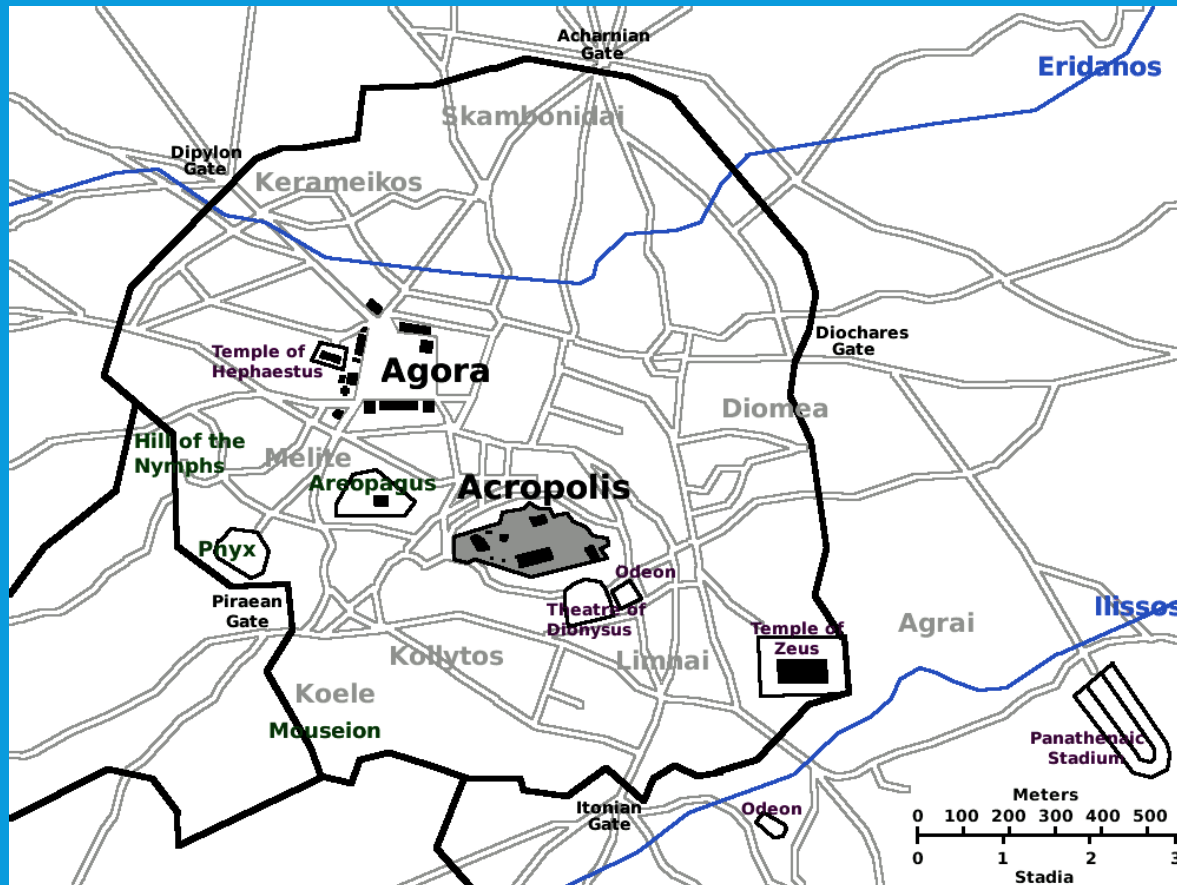 Acharnian
Gate
Eridanos
Skambonidai
Dipylon
Gate
Kerameikos
Diochares
Gate
Temple of
Hephaestus
Agora
Diomea
Hill of the
Nymphs
Melite
Areopagus
Acropolis
Phyx
Odeon
Piraean
Gate
Theatre of
Dionysus
Temple of
Zeus
Agrai
Ilissos
Kollytos
Limnai
Koele
Mouseion
Panathenaic
Stadium
Itonian
Gate
Odeon
Meters
0 100 200 300 400 500
0 1 2 3
Stadia